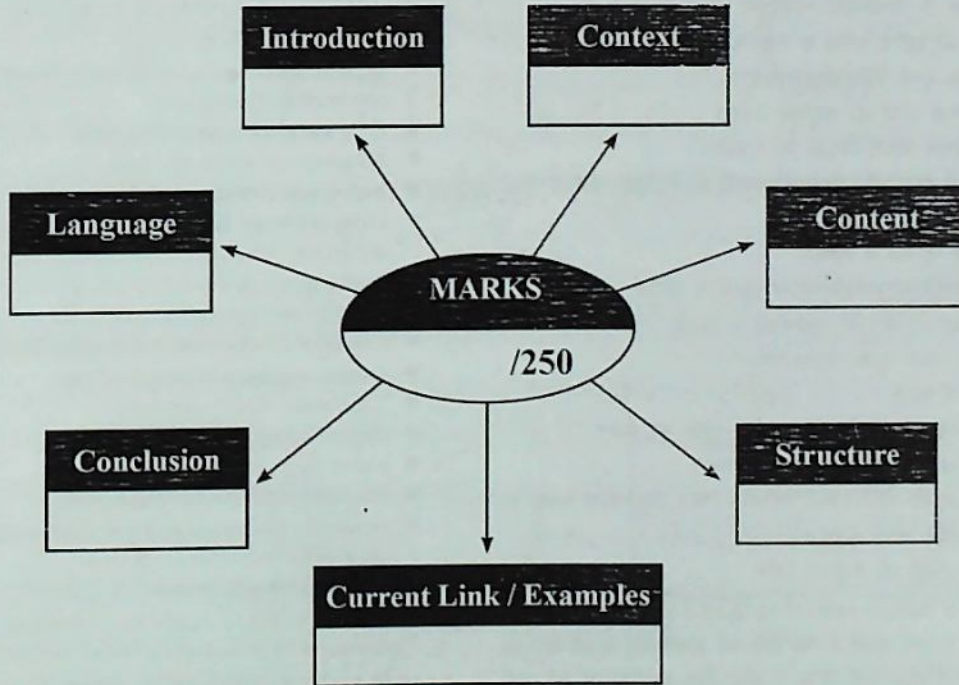 Introduction
Context
Language
Content
MARKS
/250
Conclusion
Structure
Current Link / Examples